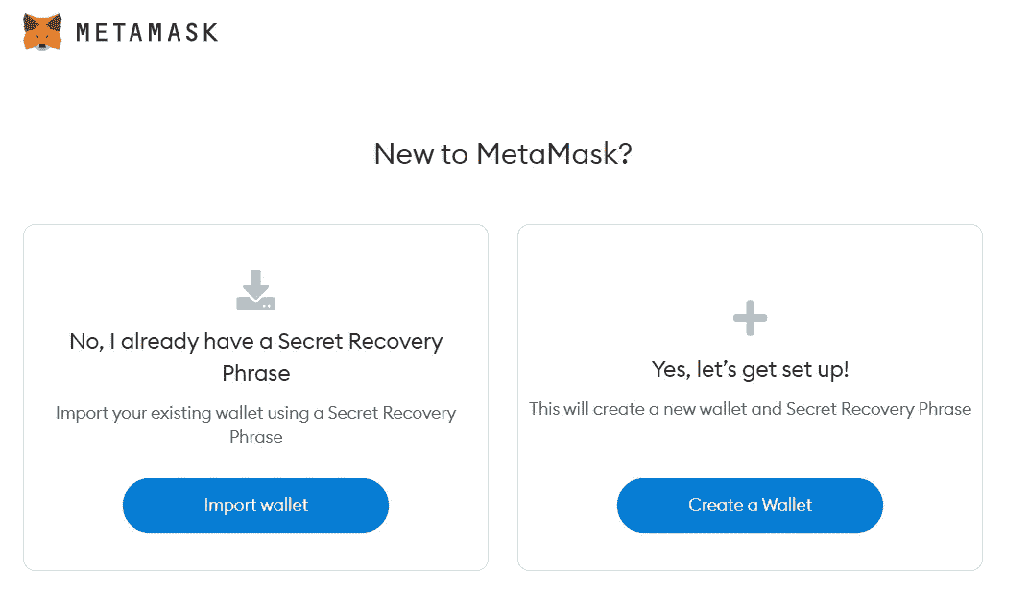 METAMASK
New to MetaMask?
No, I already have a Secret Recovery
Phrase
Import your existing wallet using a Secret Recovery
Phrase
Import wallet
Yes, let’s get set up!
This will create a new wallet and Secret Recovery Phrase
Create a Wallet